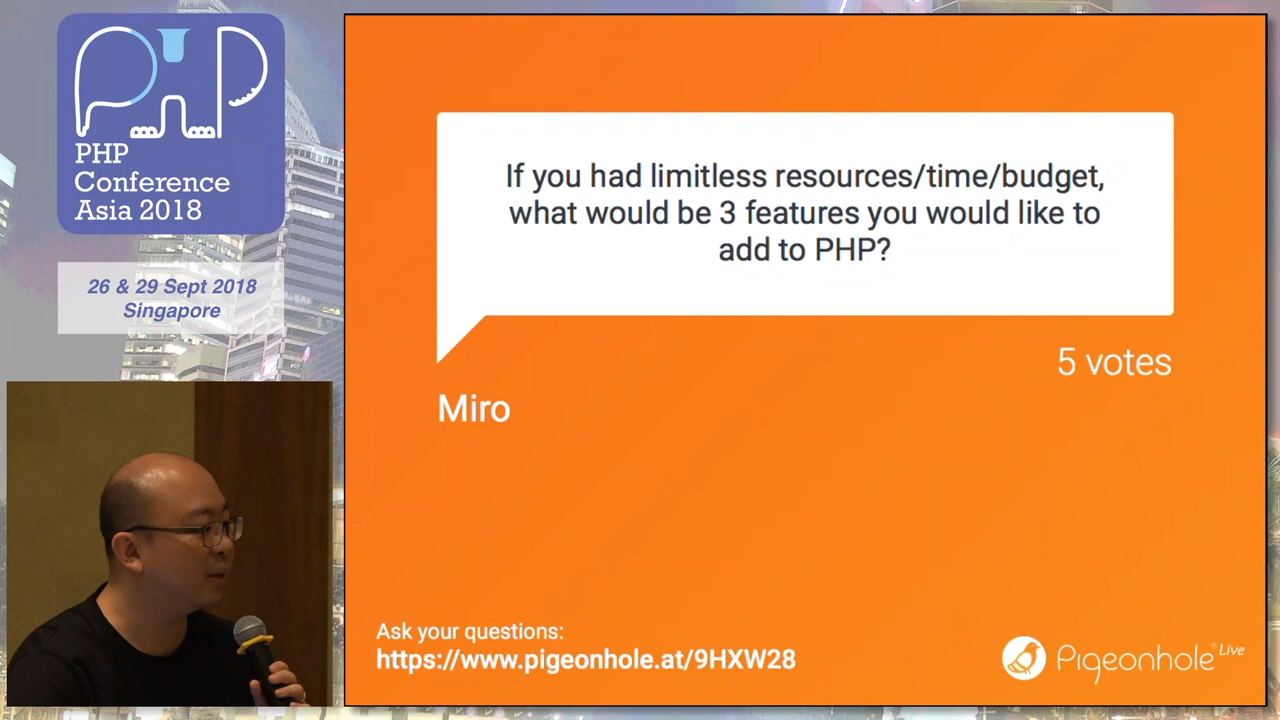 PHP
PHP
Conference
Asia 2018
26 & 29 Sept 2018
Singapore
If you had limitless resources/time/budget,
what would be 3 features you would like to
add to PHP?
5 votes
Miro
Ask your questions:
https://www.pigeonhole.at/9HXW28
Pigeonhole Live